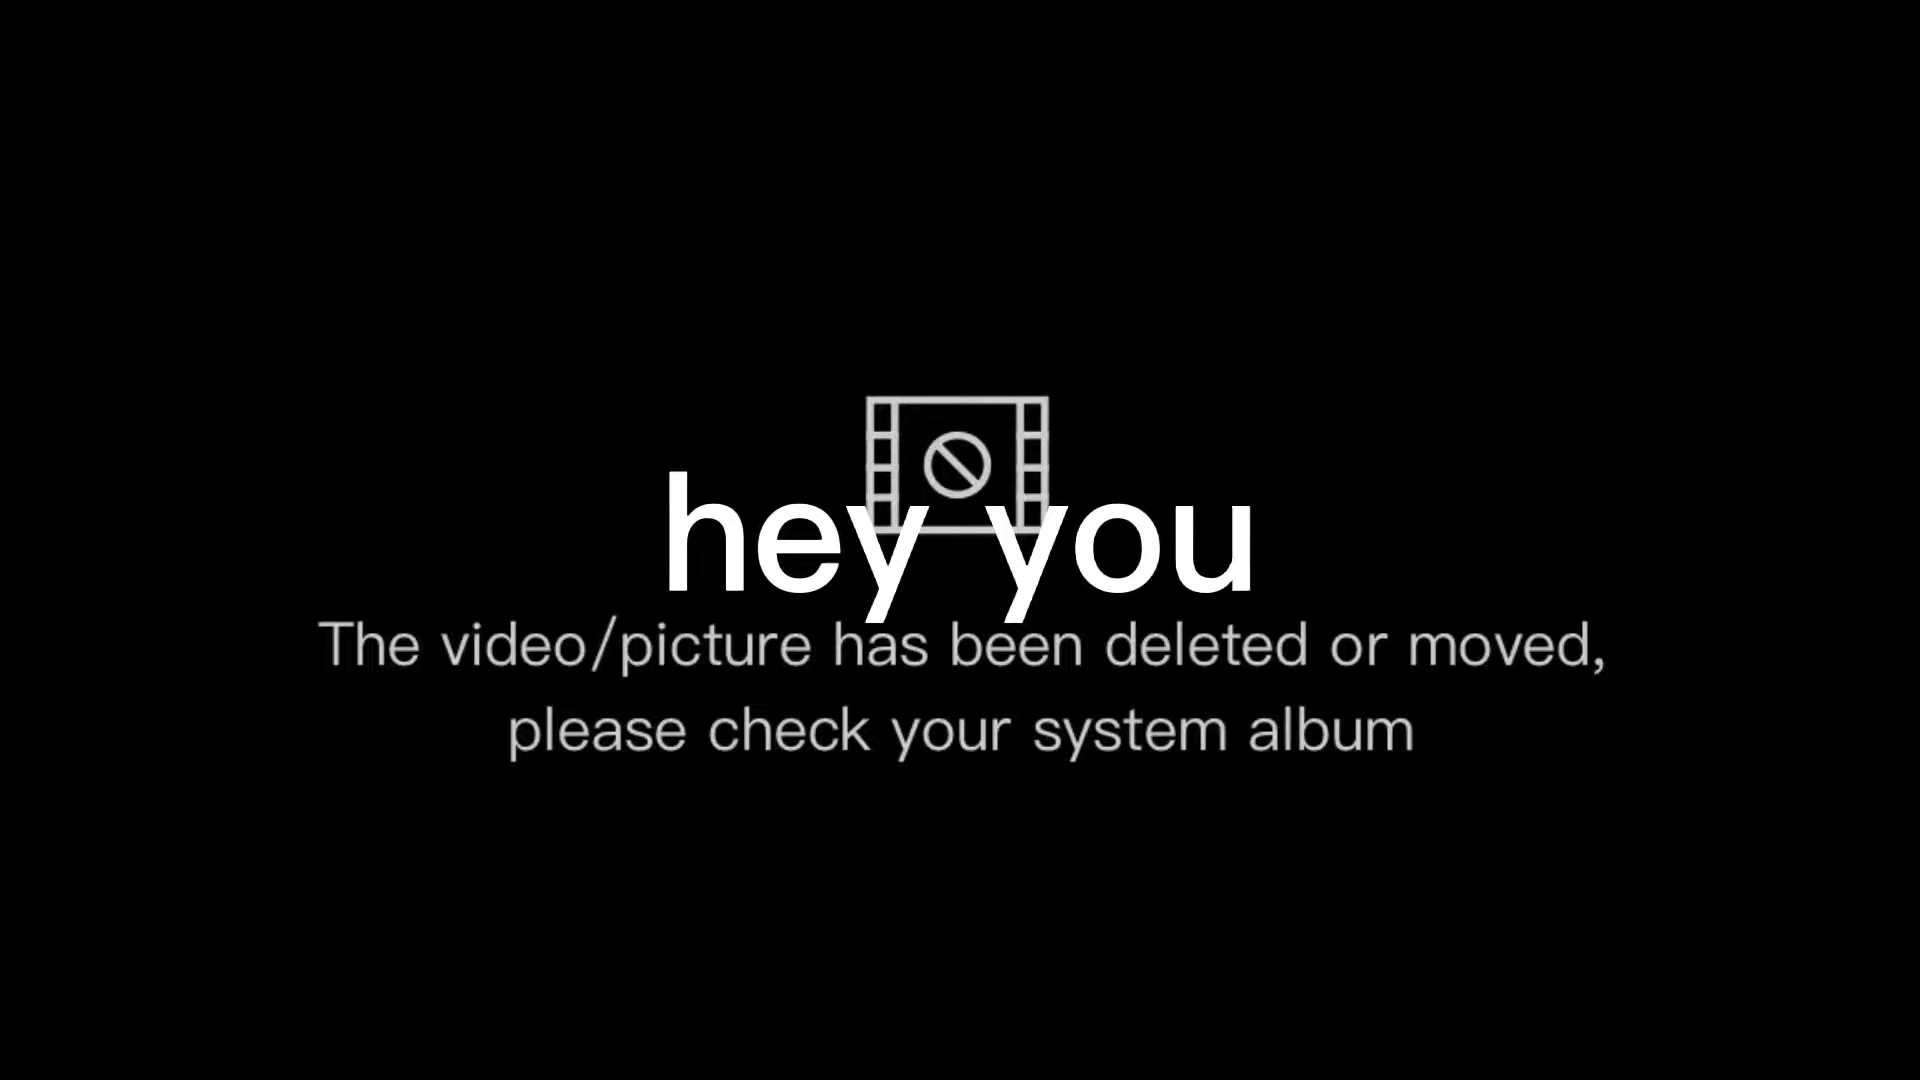 hey you
The video/picture has been deleted or moved,
please check your system album